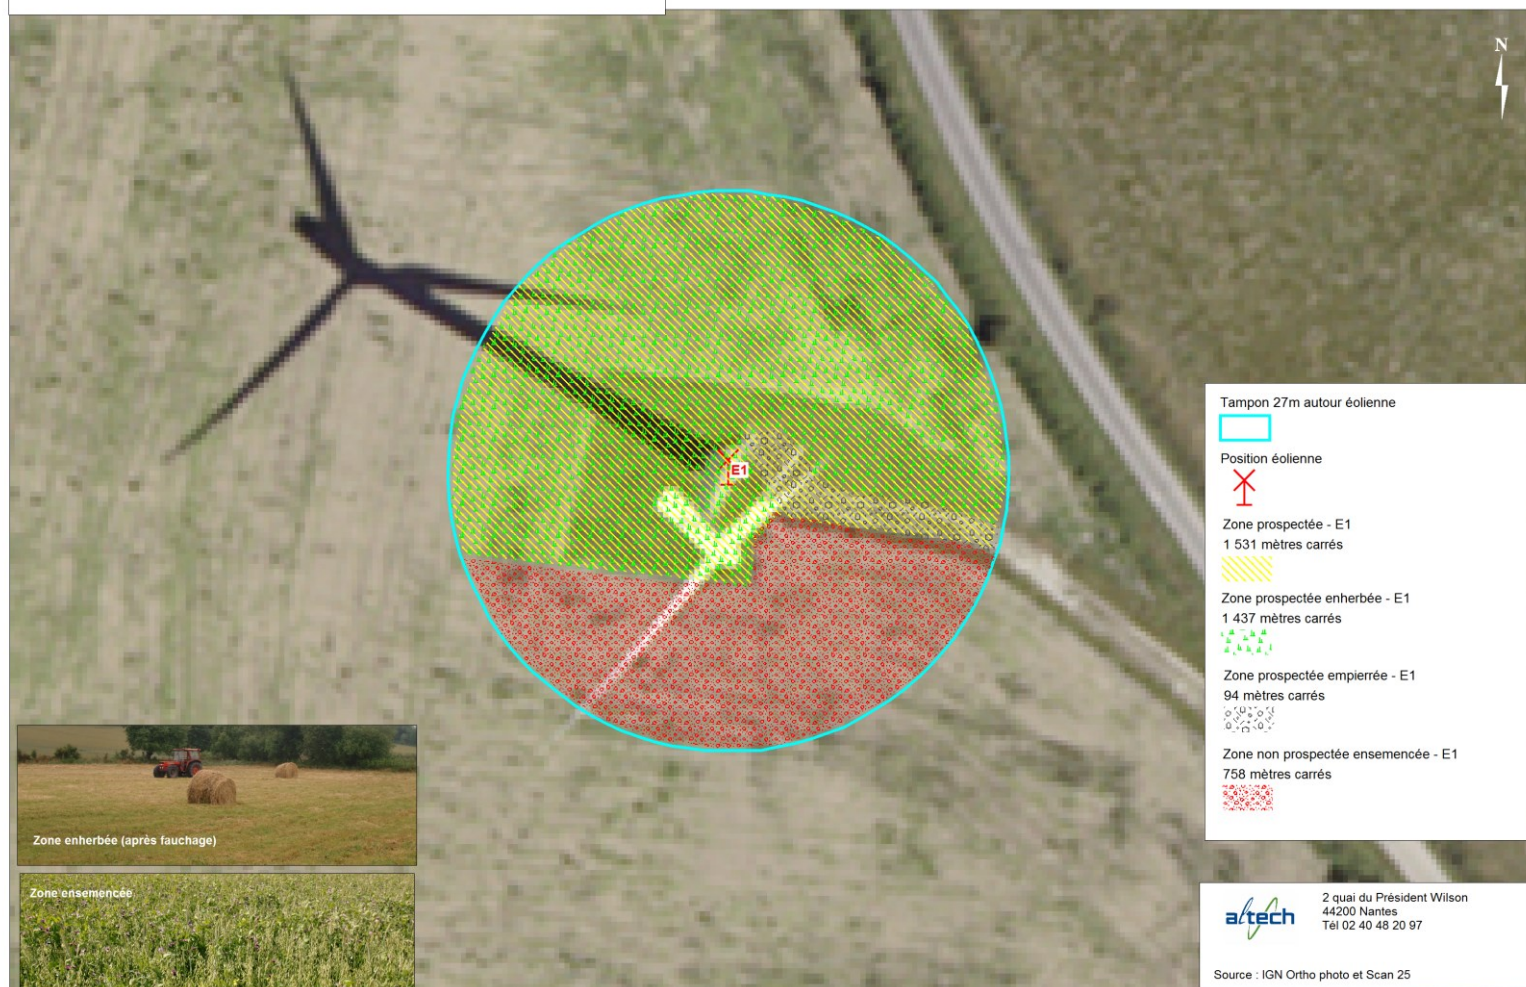 N
E1
Tampon 27m autour éolienne
Position éolienne
Zone prospectée - E1
1 531 mètres carrés
Zone prospectée enherbée - E1
1 437 mètres carrés
Zone prospectée empierrée - E1
94 mètres carrés
Zone non prospectée ensemencée - E1
758 mètres carrés
Zone enherbée (après fauchage)
Zone ensemencée
altech
2 quai du Président Wilson
44200 Nantes
Tél 02 40 48 20 97
Source : IGN Ortho photo et Scan 25